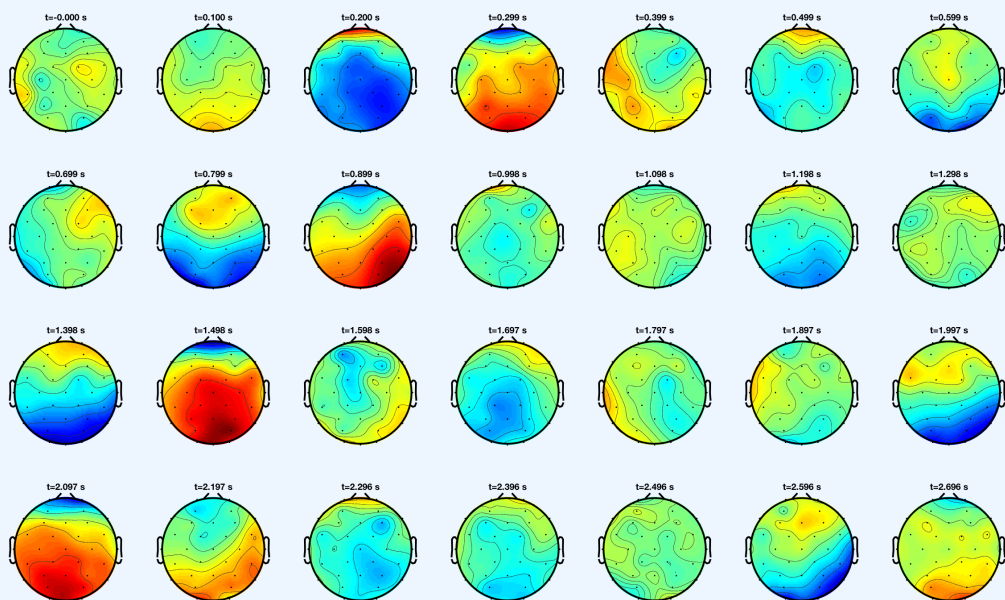 t=-0.000 s t=0.100 s t=0.200 s t=0.299 s t=0.399 s t=0.499 s t=0.599 s
t=0.699 s t=0.799 s t=0.899 s t=0.998 s t=1.098 s t=1.198 s t=1.298 s
t=1.398 s t=1.498 s t=1.598 s t=1.697 s t=1.797 s t=1.897 s t=1.997 s
t=2.097 s t=2.197 s t=2.296 s t=2.396 s t=2.496 s t=2.596 s t=2.696 s